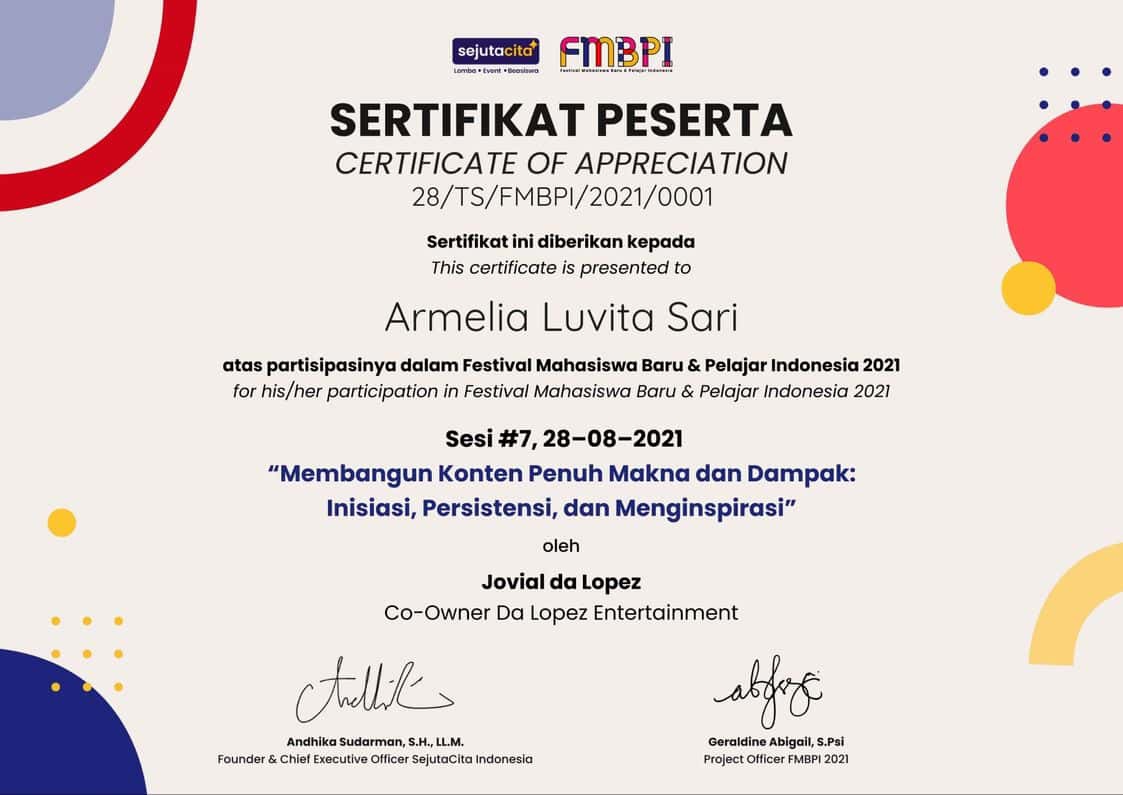 sejutacita
Lomba • Event • Beasiswa
FMBPI
Festival Mahasiswa Baru & Pelajar Indonesia
SERTIFIKAT PESERTA
CERTIFICATE OF APPRECIATION
28/TS/FMBPI/2021/0001
Sertifikat ini diberikan kepada
This certificate is presented to
Armelia Luvita Sari
atas partisipasinya dalam Festival Mahasiswa Baru & Pelajar Indonesia 2021
for his/her participation in Festival Mahasiswa Baru & Pelajar Indonesia 2021
Sesi #7, 28–08–2021
“Membangun Konten Penuh Makna dan Dampak:
Inisiasi, Persistensi, dan Menginspirasi”
oleh
Jovial da Lopez
Co-Owner Da Lopez Entertainment
Andhika Sudarman, S.H., LL.M.
Founder & Chief Executive Officer SejutaCita Indonesia
Geraldine Abigail, S.Psi
Project Officer FMBPI 2021